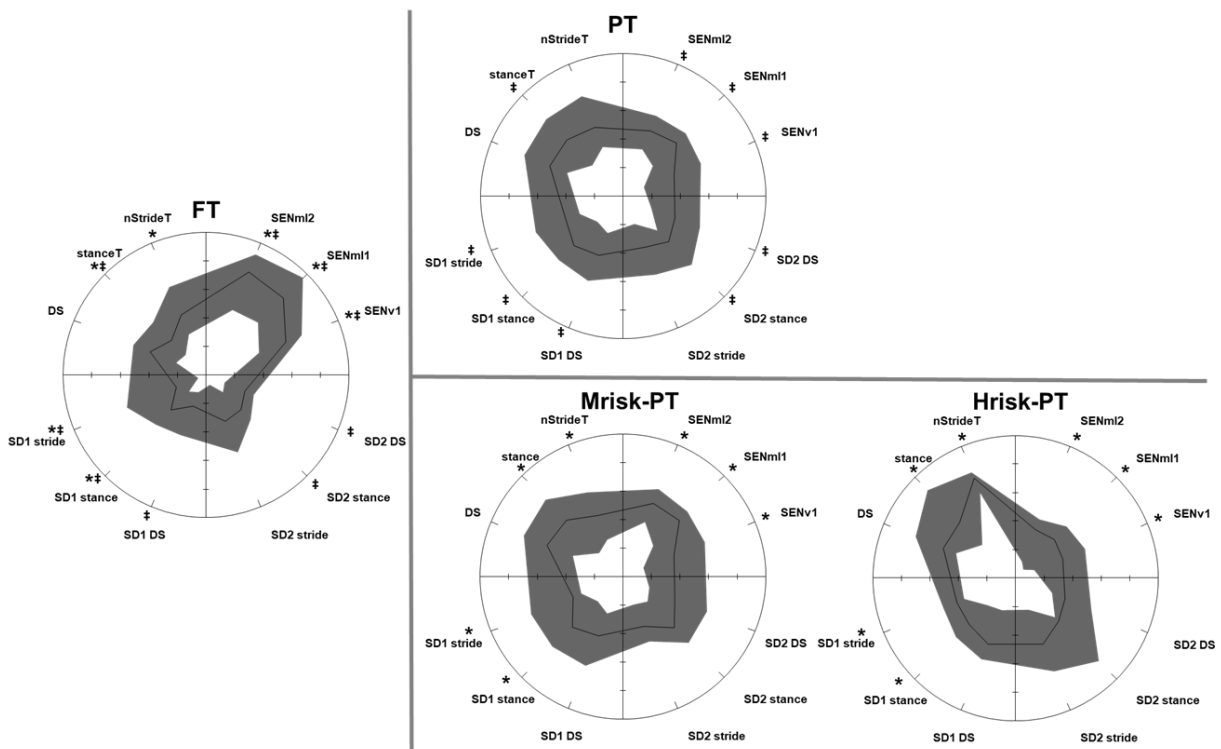 FT
nStrideT
*
SENml2
*‡
stanceT
*‡
SENml1
*‡
DS
SENv1
*‡
SD1 stride
*‡
SD2 DS
‡
SD1 stance
*‡
SD2 stance
‡
SD1 DS
‡
SD2 stride
PT
nStrideT
SENml2
‡
stanceT
‡
SENml1
‡
DS
SENv1
‡
SD1 stride
‡
SD2 DS
‡
SD1 stance
‡
SD2 stance
‡
SD1 DS
‡
SD2 stride
Mrisk-PT
nStrideT
*
SENml2
*
stance
*
SENml1
*
DS
SENv1
*
SD1 stride
*
SD2 DS
SD1 stance
*
SD2 stance
SD1 DS
SD2 stride
Hrisk-PT
nStrideT
*
SENml2
*
stance
*
SENml1
*
DS
SENv1
*
SD1 stride
*
SD2 DS
SD1 stance
*
SD2 stance
SD1 DS
SD2 stride